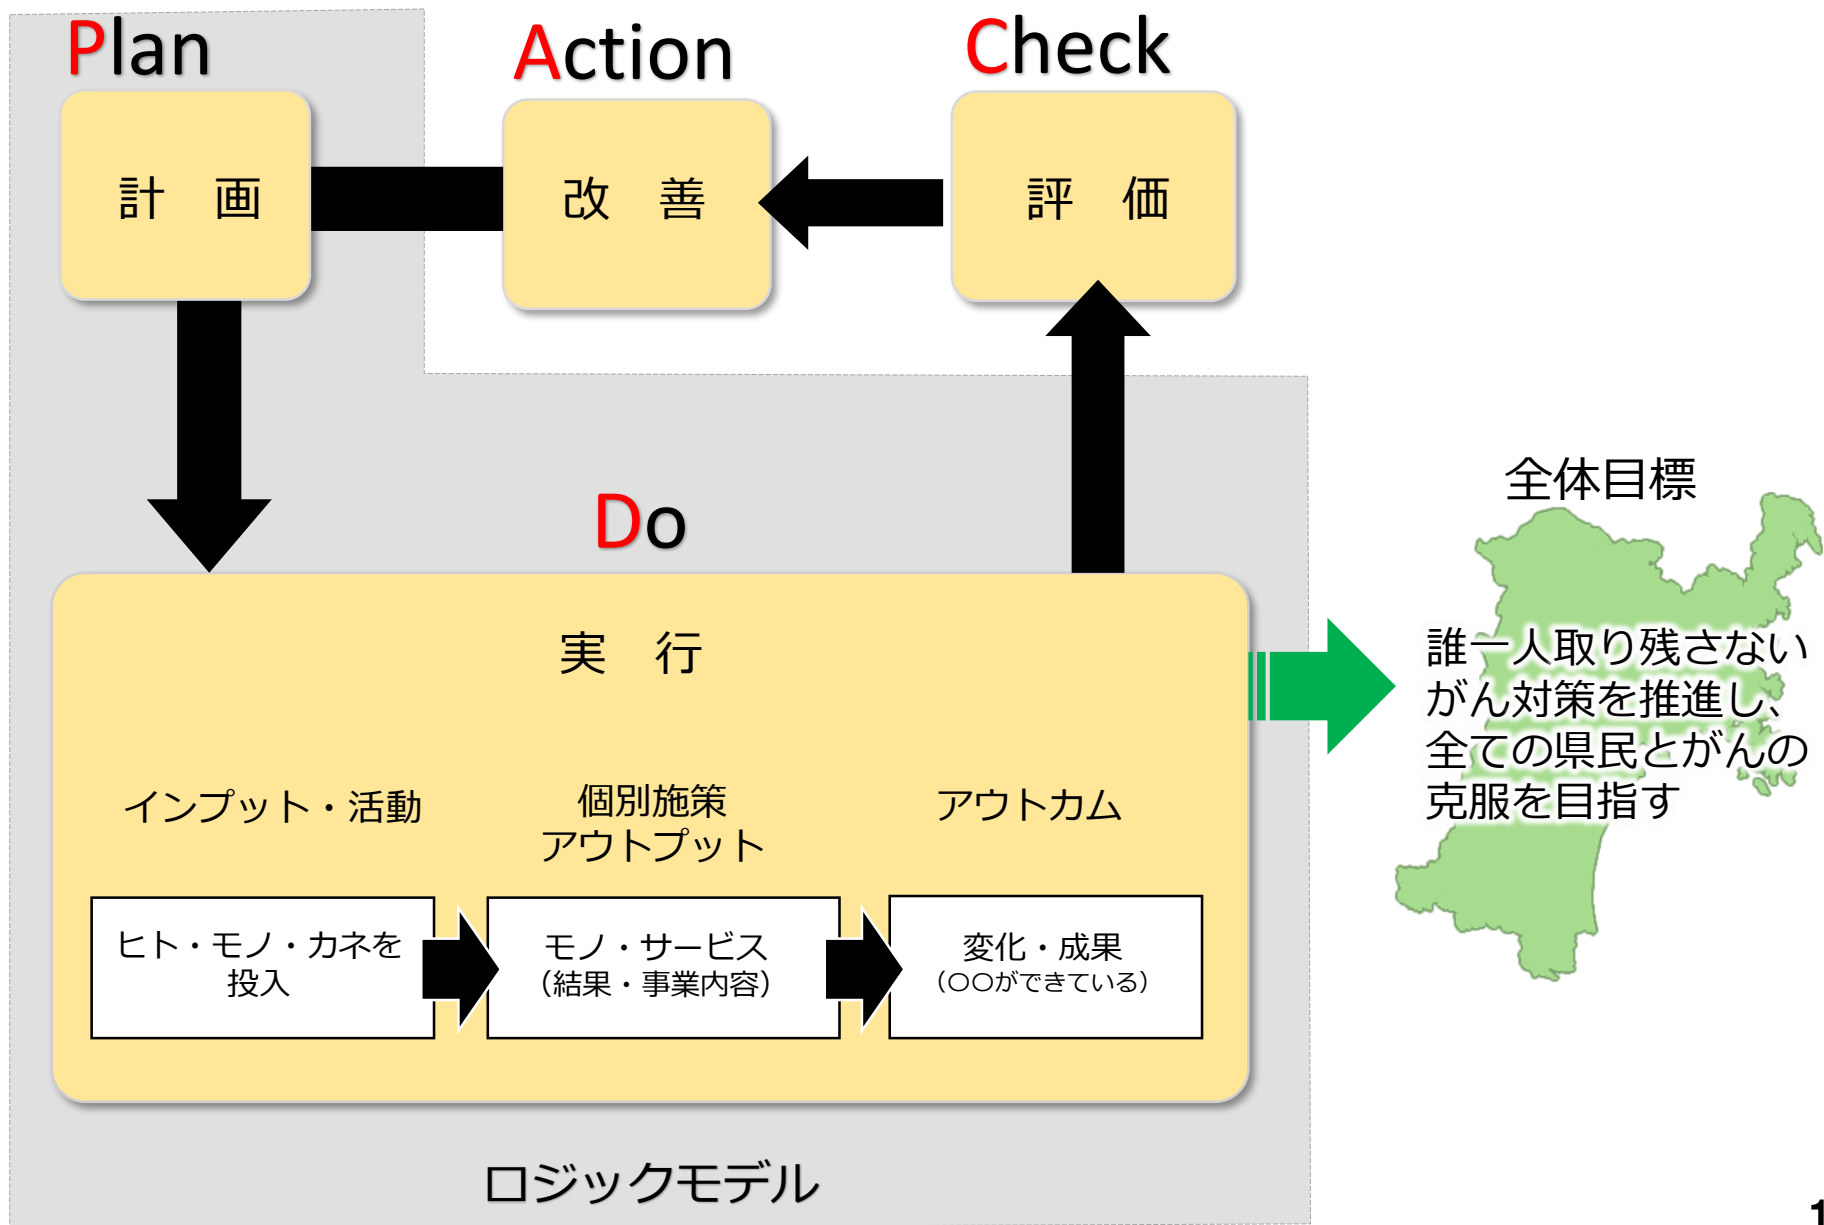 Plan
Action
Check
計　画
改　善
評　価
Do
実　行
インプット・活動
個別施策
アウトプット
アウトカム
ヒト・モノ・カネを
投入
モノ・サービス
（結果・事業内容）
変化・成果
（〇〇ができている）
ロジックモデル
全体目標
誰一人取り残さない
がん対策を推進し、
全ての県民とがんの
克服を目指す
1